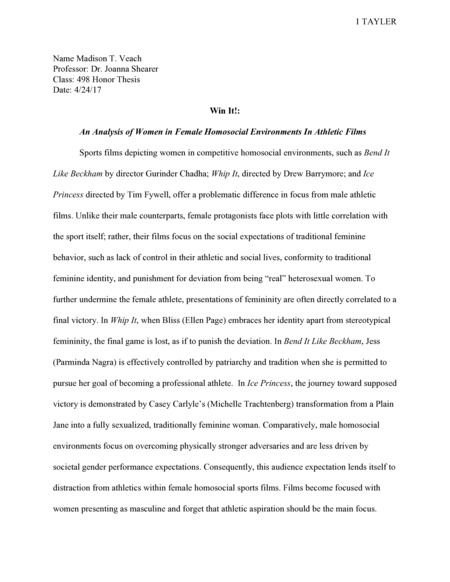 1 TAYLER
Name Madison T. Veach
Professor: Dr. Joanna Shearer
Class: 498 Honor Thesis
Date: 4/24/17
Win It!:
An Analysis of Women in Female Homosocial Environments In Athletic Films
Sports films depicting women in competitive homosocial environments, such as Bend It
Like Beckham by director Gurinder Chadha; Whip It, directed by Drew Barrymore; and Ice
Princess directed by Tim Fywell, offer a problematic difference in focus from male athletic
films. Unlike their male counterparts, female protagonists face plots with little correlation with
the sport itself; rather, their films focus on the social expectations of traditional feminine
behavior, such as lack of control in their athletic and social lives, conformity to traditional
feminine identity, and punishment for deviation from being “real” heterosexual women. To
further undermine the female athlete, presentations of femininity are often directly correlated to a
final victory. In Whip It, when Bliss (Ellen Page) embraces her identity apart from stereotypical
femininity, the final game is lost, as if to punish the deviation. In Bend It Like Beckham, Jess
(Parminda Nagra) is effectively controlled by patriarchy and tradition when she is permitted to
pursue her goal of becoming a professional athlete.  In Ice Princess, the journey toward supposed
victory is demonstrated by Casey Carlyle’s (Michelle Trachtenberg) transformation from a Plain
Jane into a fully sexualized, traditionally feminine woman. Comparatively, male homosocial
environments focus on overcoming physically stronger adversaries and are less driven by
societal gender performance expectations. Consequently, this audience expectation lends itself to
distraction from athletics within female homosocial sports films. Films become focused with
women presenting as masculine and forget that athletic aspiration should be the main focus.